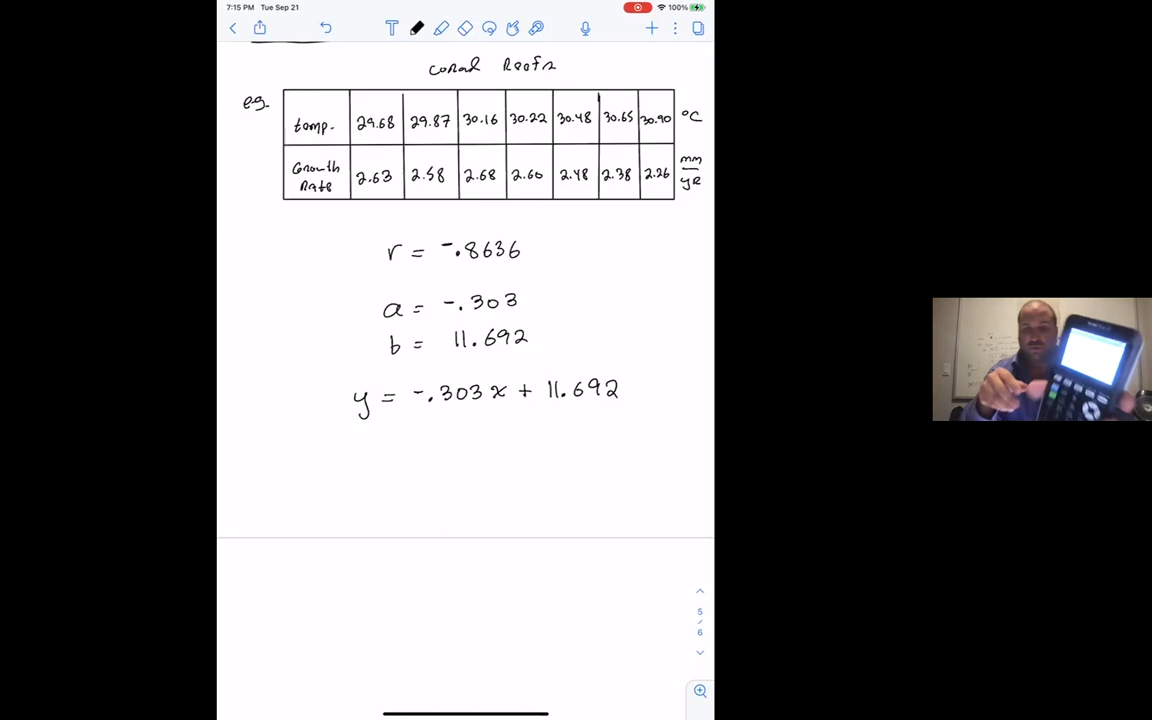 7:15 PM Tue Sep 21
100%
Coral Reefs
e.g.
temp. 29.68 29.87 30.16 30.22 30.48 30.65 30.90 °C
Growth Rate 2.63 2.58 2.68 2.60 2.48 2.38 2.26 mm/yR
r = -.8636
a = -.303
b = 11.692
y = -.303x + 11.692
5
/
6